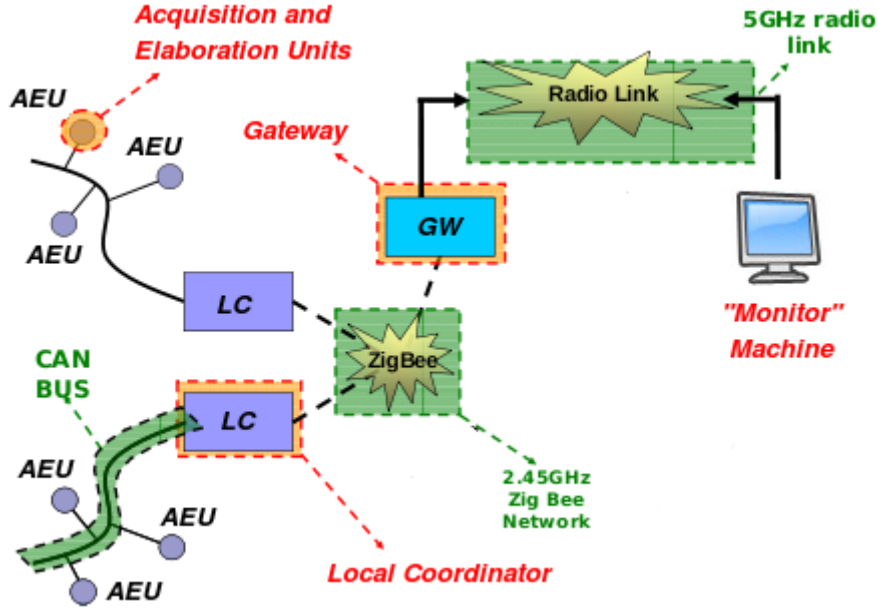 Acquisition and
Elaboration Units
5GHz radio
link
AEU
Radio Link
Gateway
AEU
GW
AEU
LC
"Monitor"
Machine
ZigBee
CAN
BUS
LC
AEU
2.45GHz
Zig Bee
Network
AEU
Local Coordinator
AEU